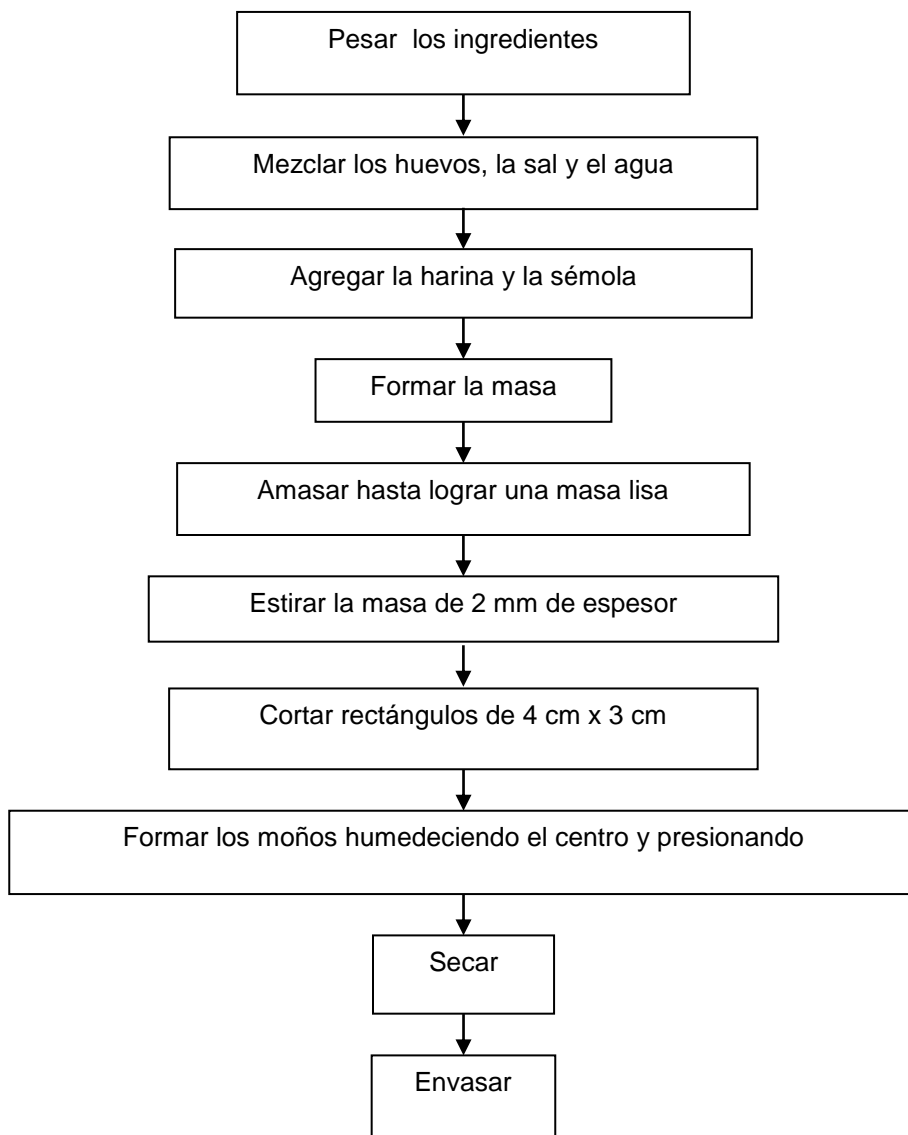 Pesar  los ingredientes
Mezclar los huevos, la sal y el agua
Agregar la harina y la sémola
Formar la masa
Amasar hasta lograr una masa lisa
Estirar la masa de 2 mm de espesor
Cortar rectángulos de 4 cm x 3 cm
Formar los moños humedeciendo el centro y presionando
Secar
Envasar